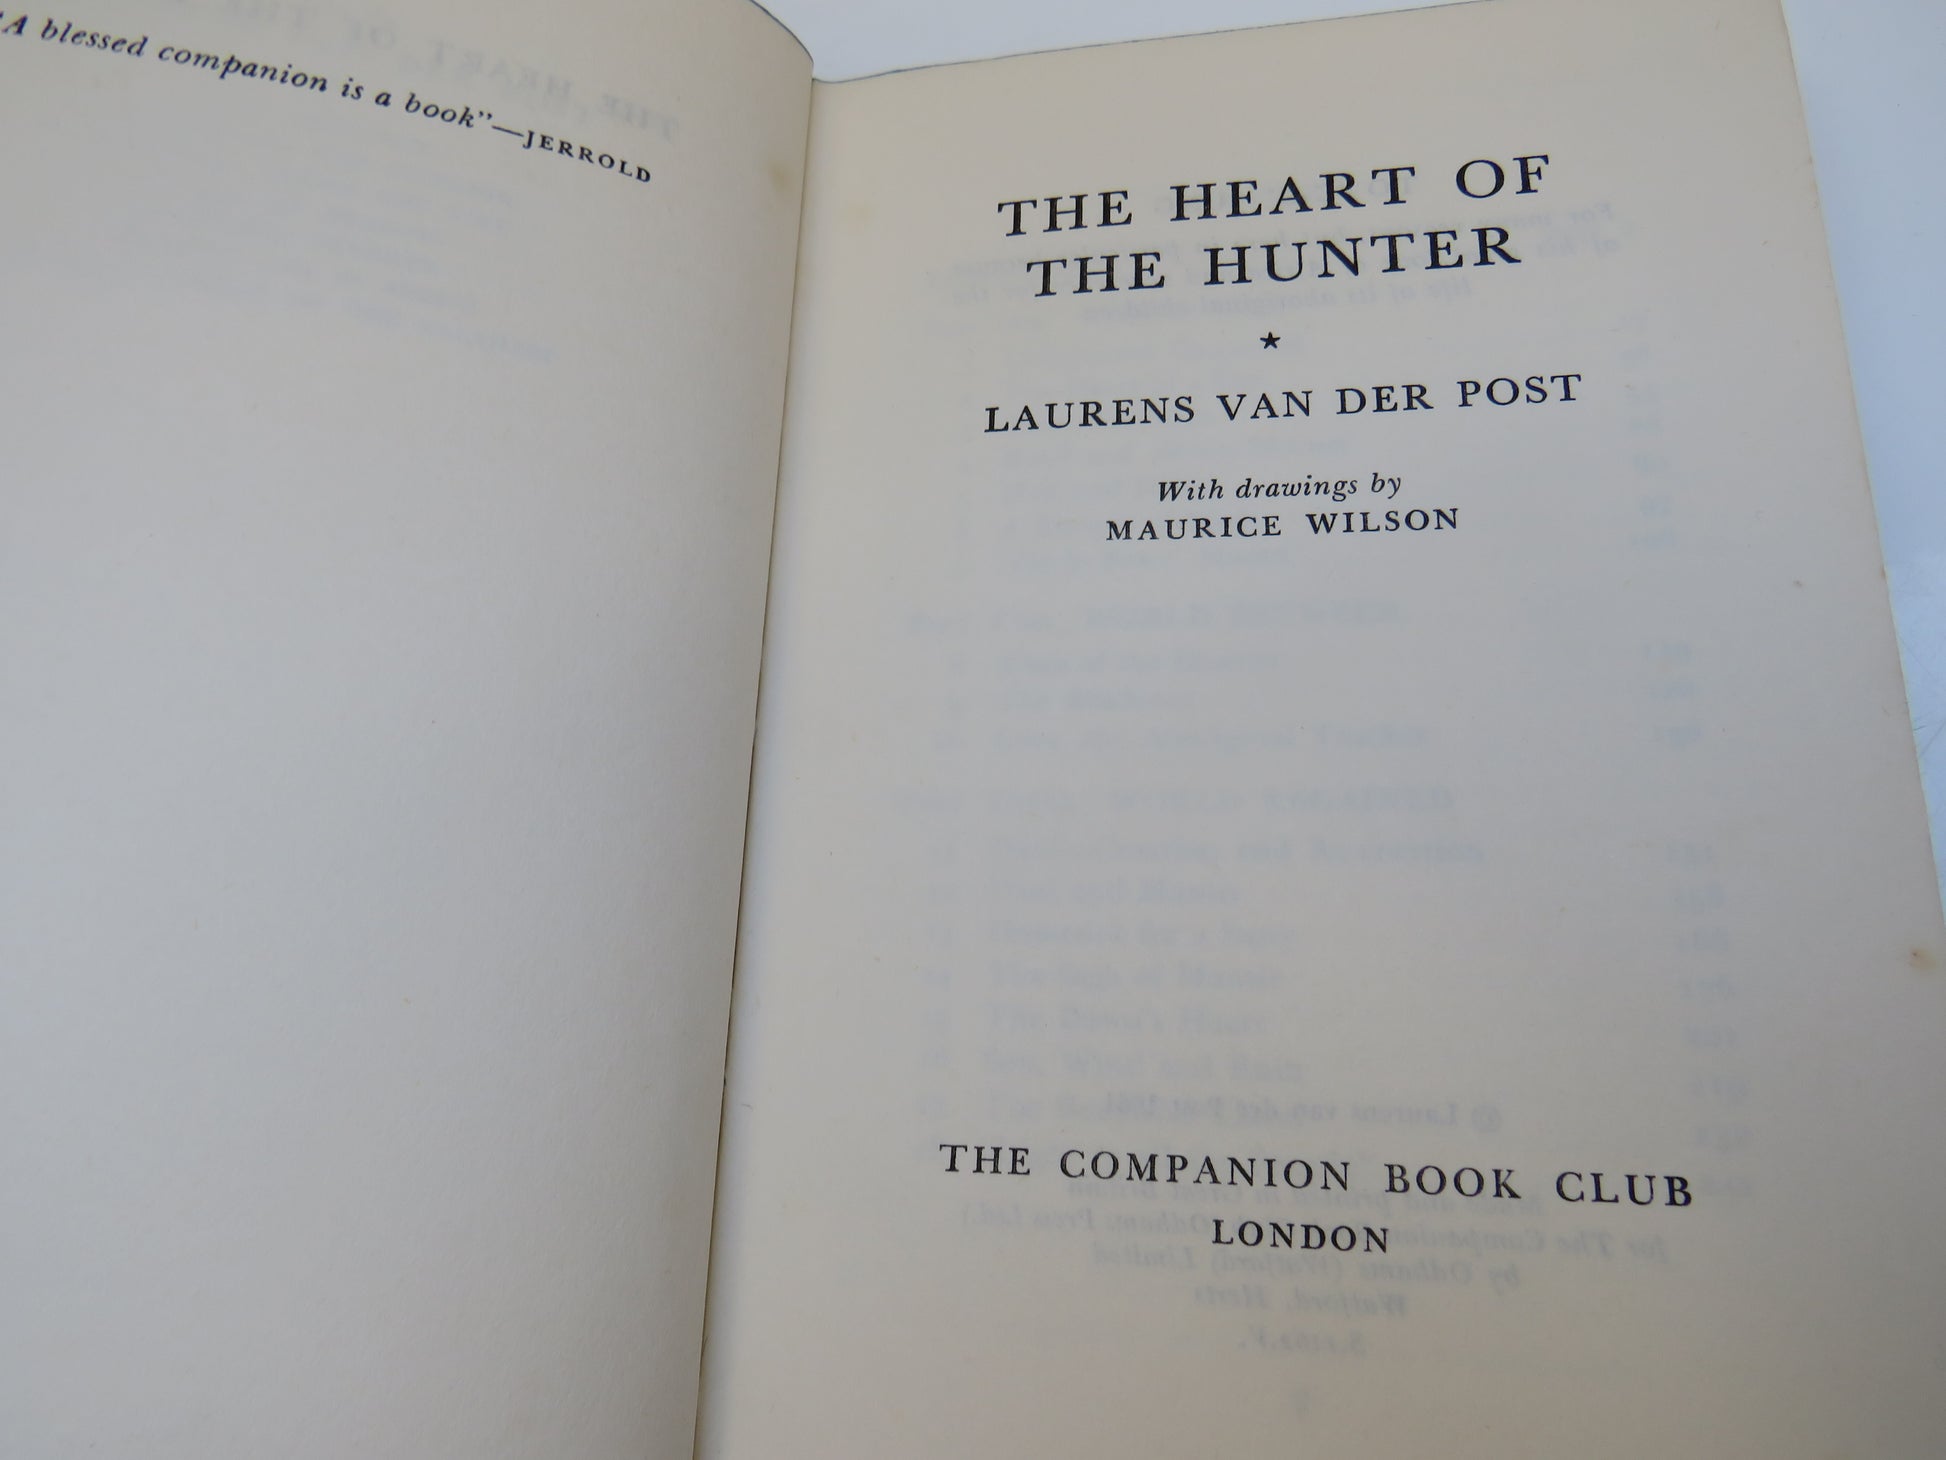 "A blessed companion is a book"—JERROLD
THE HEART OF
THE HUNTER
★
LAURENS VAN DER POST
With drawings by
MAURICE WILSON
THE COMPANION BOOK CLUB
LONDON